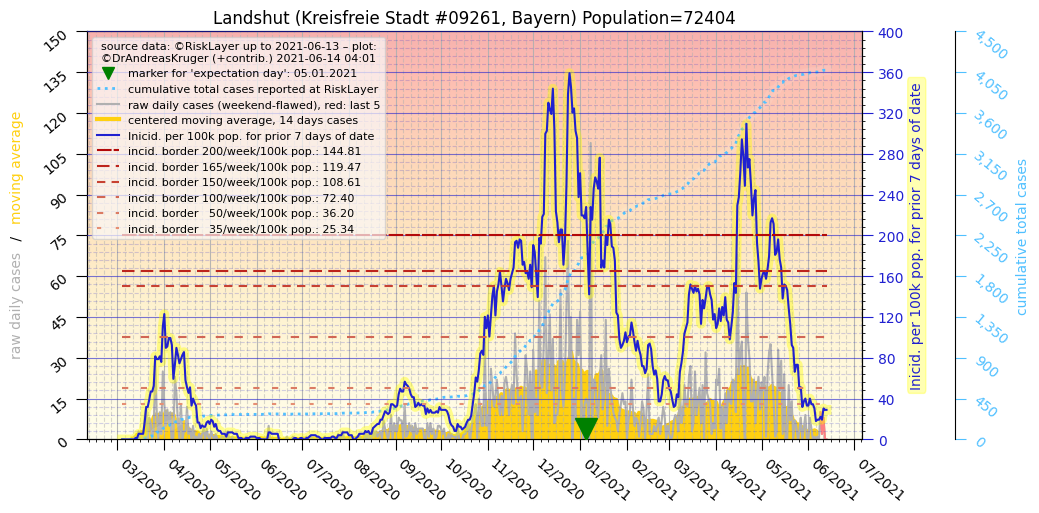 Landshut (Kreisfreie Stadt #09261, Bayern) Population=72404
source data: ©RiskLayer up to 2021-06-13 – plot:
©DrAndreasKruger (+contrib.) 2021-06-14 04:01
marker for 'expectation day': 05.01.2021
cumulative total cases reported at RiskLayer
raw daily cases (weekend-flawed), red: last 5
centered moving average, 14 days cases
Inicid. per 100k pop. for prior 7 days of date
incid. border 200/week/100k pop.: 144.81
incid. border 165/week/100k pop.: 119.47
incid. border 150/week/100k pop.: 108.61
incid. border 100/week/100k pop.: 72.40
incid. border   50/week/100k pop.: 36.20
incid. border   35/week/100k pop.: 25.34
raw daily cases  /  moving average
150
135
120
105
90
75
60
45
30
15
0
400
360
320
280
240
200
160
120
80
40
0
Inicid. per 100k pop. for prior 7 days of date
4,500
4,050
3,600
3,150
2,700
2,250
1,800
1,350
900
450
0
cumulative total cases
03/2020
04/2020
05/2020
06/2020
07/2020
08/2020
09/2020
10/2020
11/2020
12/2020
01/2021
02/2021
03/2021
04/2021
05/2021
06/2021
07/2021